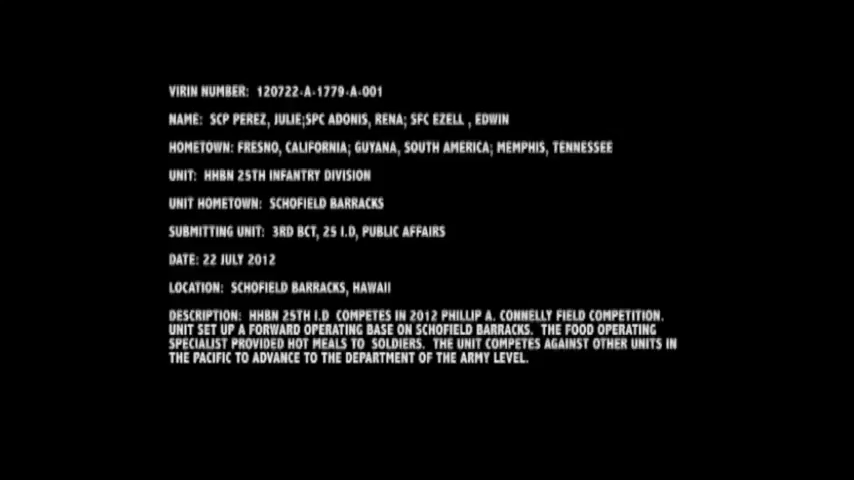 VIRIN NUMBER: 120722-A-1779-A-001
NAME: SCP PEREZ, JULIE;SPC ADONIS, RENA; SFC EZELL , EDWIN
HOMETOWN: FRESNO, CALIFORNIA; GUYANA, SOUTH AMERICA; MEMPHIS, TENNESSEE
UNIT: HHBN 25TH INFANTRY DIVISION
UNIT HOMETOWN: SCHOFIELD BARRACKS
SUBMITTING UNIT: 3RD BCT, 25 I.D, PUBLIC AFFAIRS
DATE: 22 JULY 2012
LOCATION: SCHOFIELD BARRACKS, HAWAII
DESCRIPTION: HHBN 25TH I.D COMPETES IN 2012 PHILLIP A. CONNELLY FIELD COMPETITION.
UNIT SET UP A FORWARD OPERATING BASE ON SCHOFIELD BARRACKS. THE FOOD OPERATING
SPECIALIST PROVIDED HOT MEALS TO SOLDIERS. THE UNIT COMPETES AGAINST OTHER UNITS IN
THE PACIFIC TO ADVANCE TO THE DEPARTMENT OF THE ARMY LEVEL.